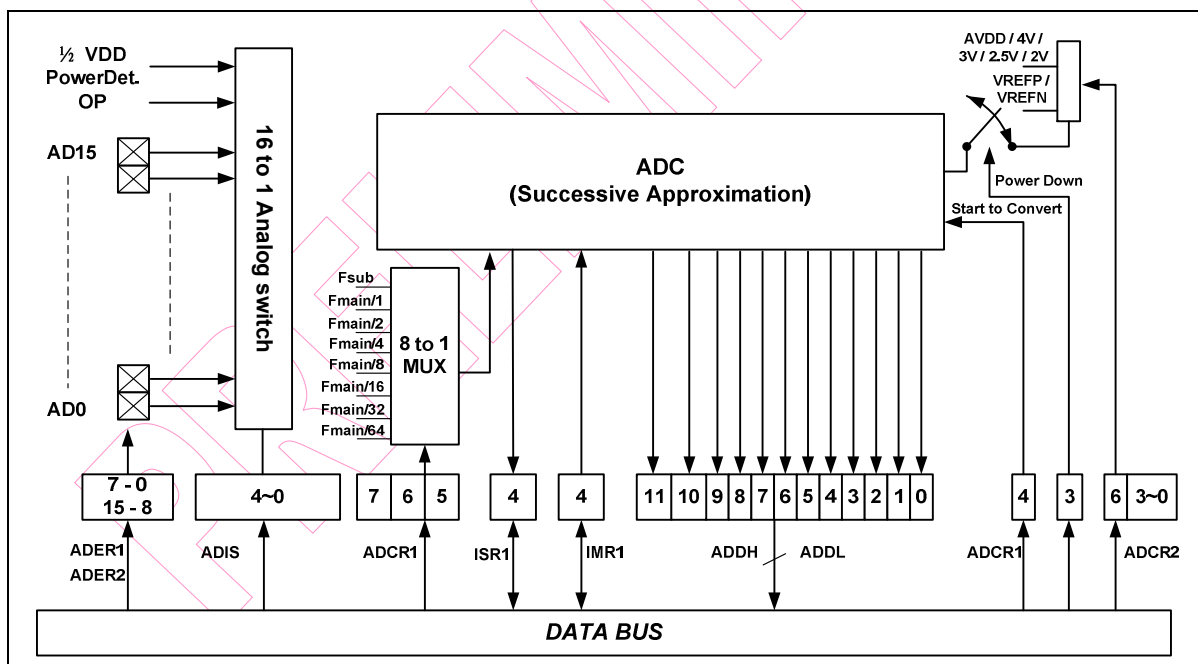 ½ VDD
PowerDet.
OP
AD15
AD0
16 to 1 Analog switch
ADC
(Successive Approximation)
AVDD / 4V /
3V / 2.5V / 2V
VREFP /
VREFN
Power Down
Start to Convert
Fsub
Fmain/1
Fmain/2
Fmain/4
Fmain/8
Fmain/16
Fmain/32
Fmain/64
8 to 1
MUX
7 - 0
15 - 8
4~0
7 6 5
4
4
11 10 9 8 7 6 5 4 3 2 1 0
4
3
6 3~0
ADER1
ADER2
ADIS
ADCR1
ISR1
IMR1
ADDH
ADDL
ADCR1
ADCR2
DATA BUS